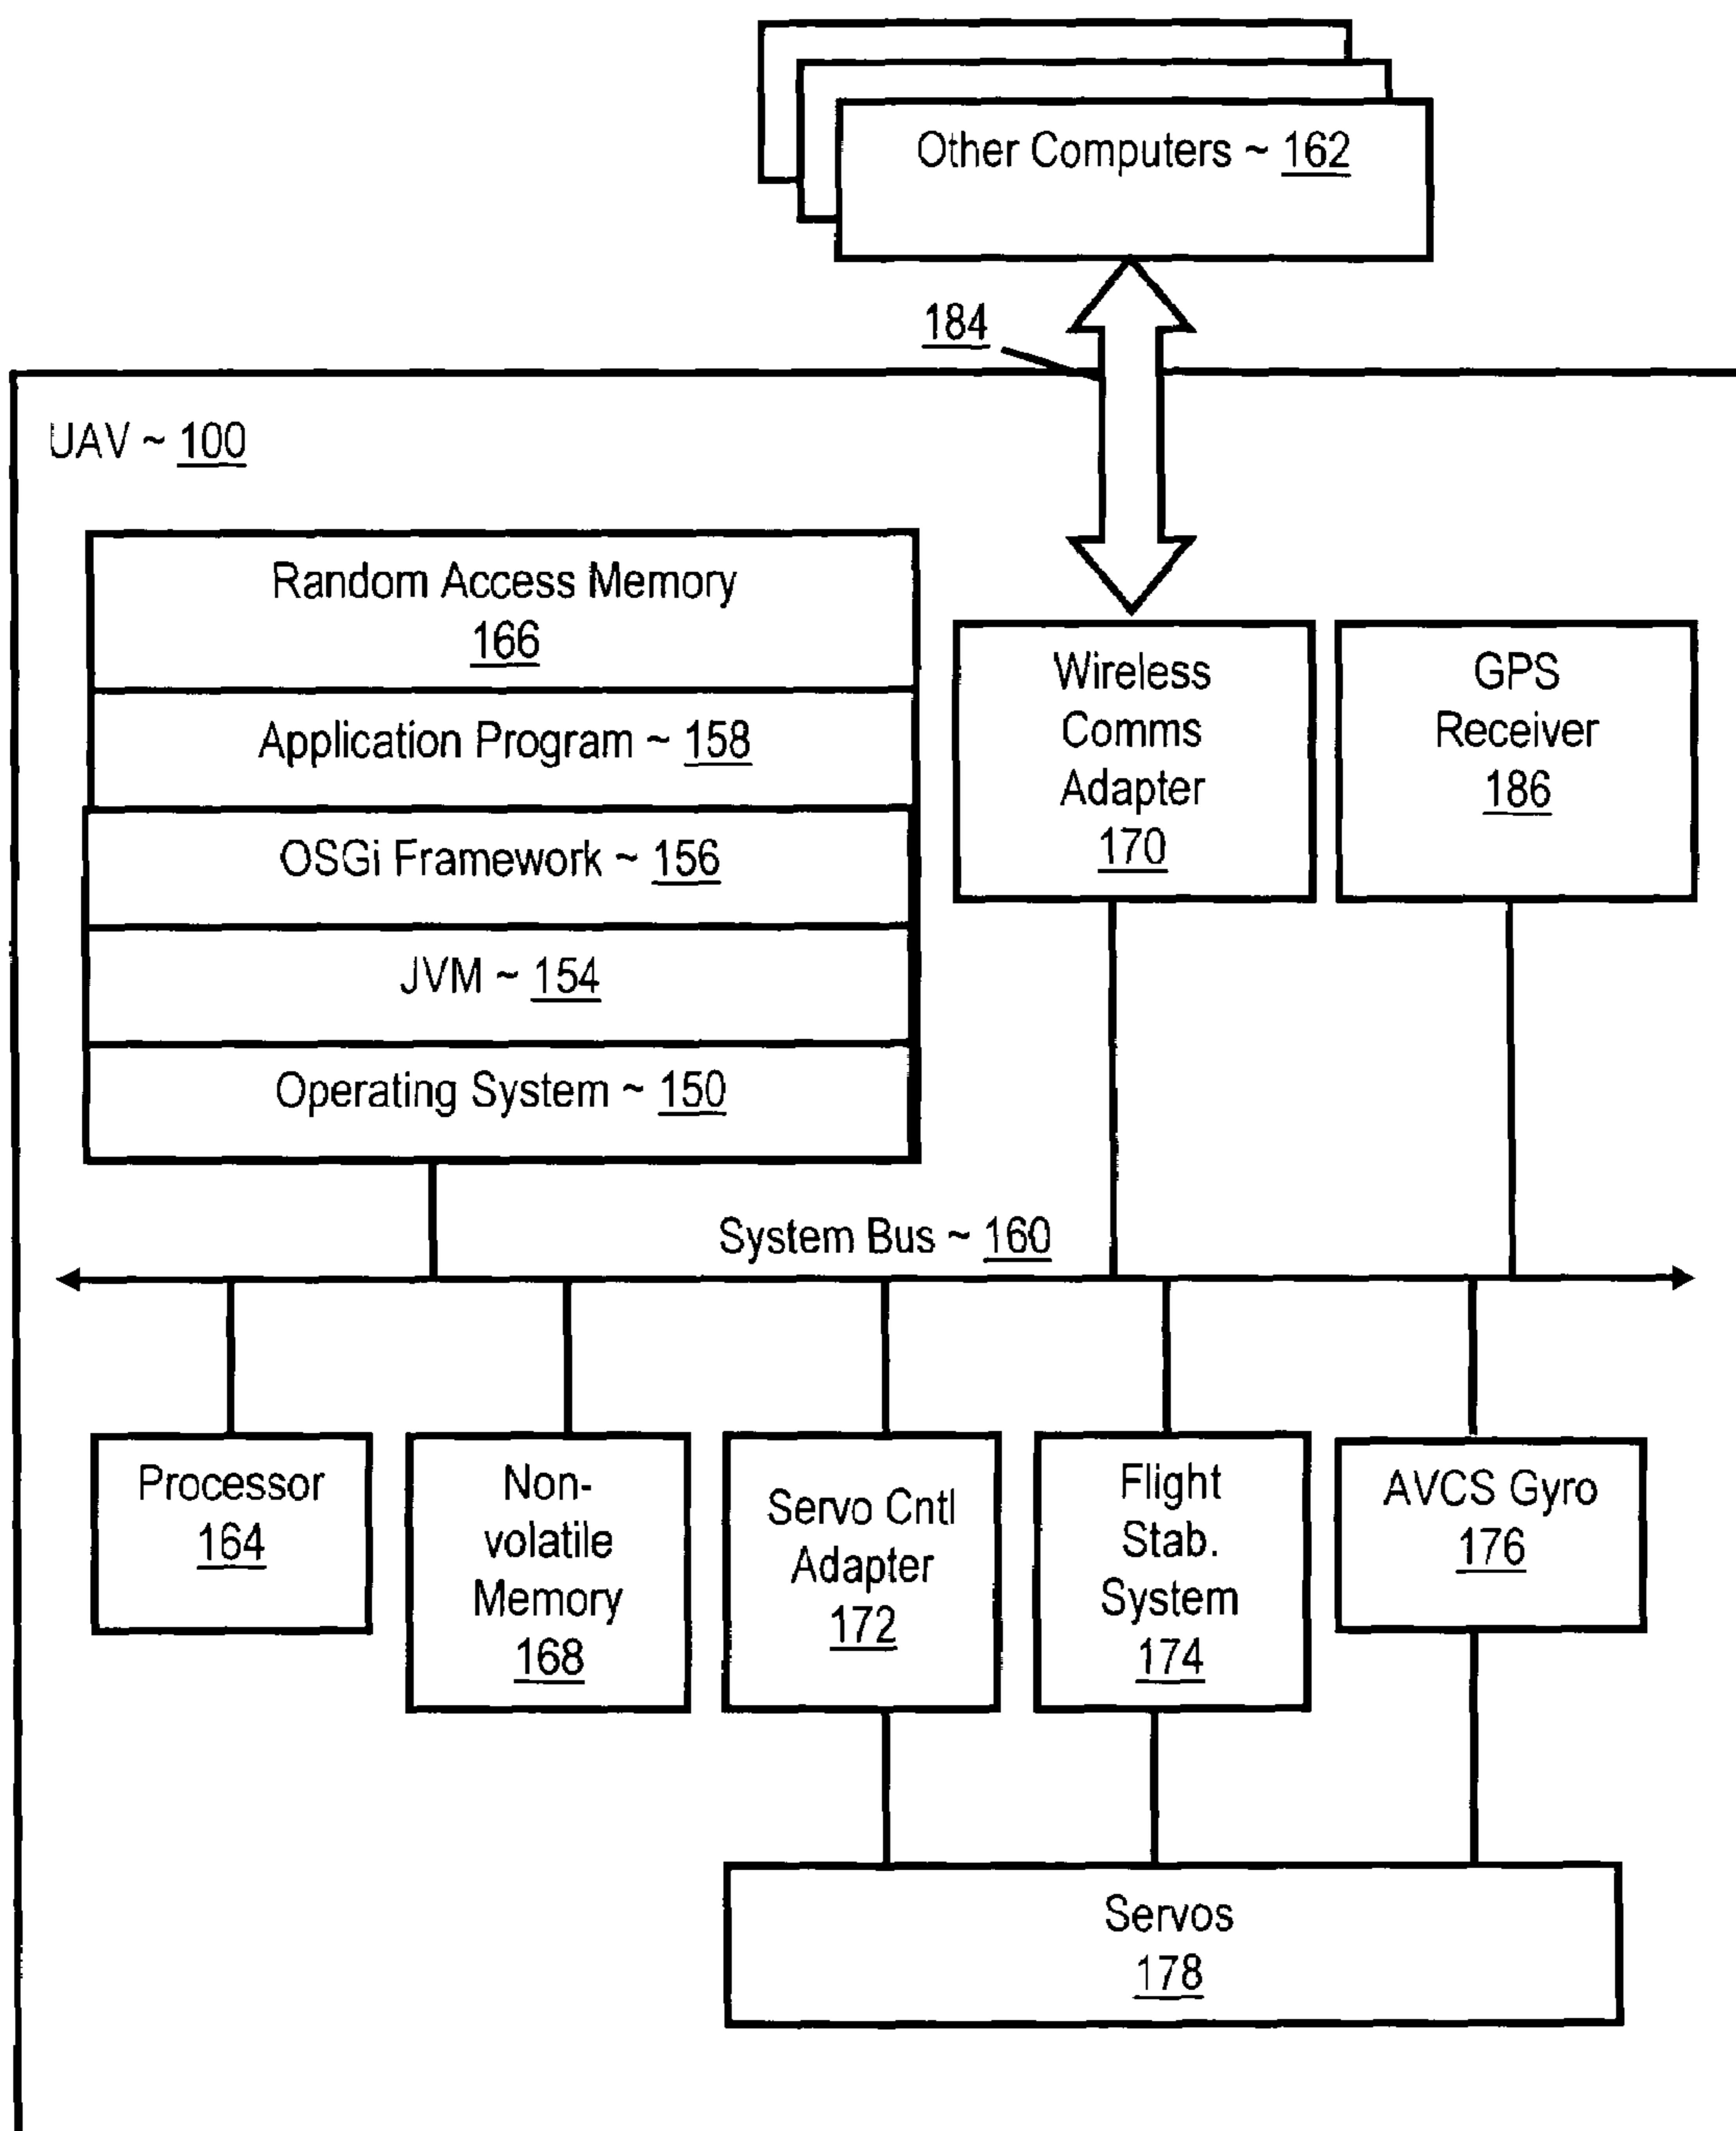 Other Computers ~ 162
184
UAV ~ 100
Random Access Memory
166
Application Program ~ 158
OSGi Framework ~ 156
JVM ~ 154
Operating System ~ 150
Wireless
Comms
Adapter
170
GPS
Receiver
186
System Bus ~ 160
Processor
164
Non-
volatile
Memory
168
Servo Cntl
Adapter
172
Flight
Stab.
System
174
AVCS Gyro
176
Servos
178